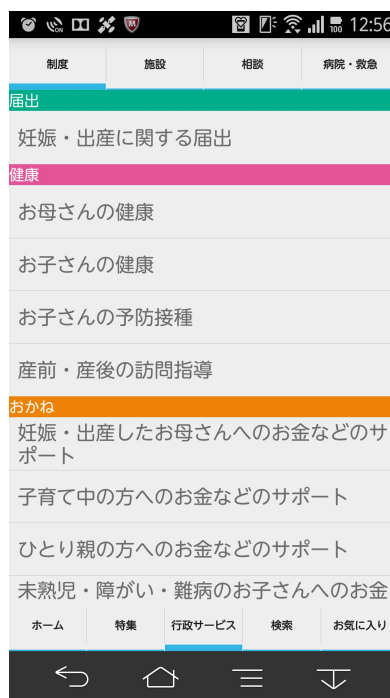 100 12:56
制度 施設 相談 病院・救急
届出
妊娠・出産に関する届出
健康
お母さんの健康
お子さんの健康
お子さんの予防接種
産前・産後の訪問指導
おかね
妊娠・出産したお母さんへのお金などのサ
ポート
子育て中の方へのお金などのサポート
ひとり親の方へのお金などのサポート
未熟児・障がい・難病のお子さんへのお金
ホーム 特集 行政サービス 検索 お気に入り